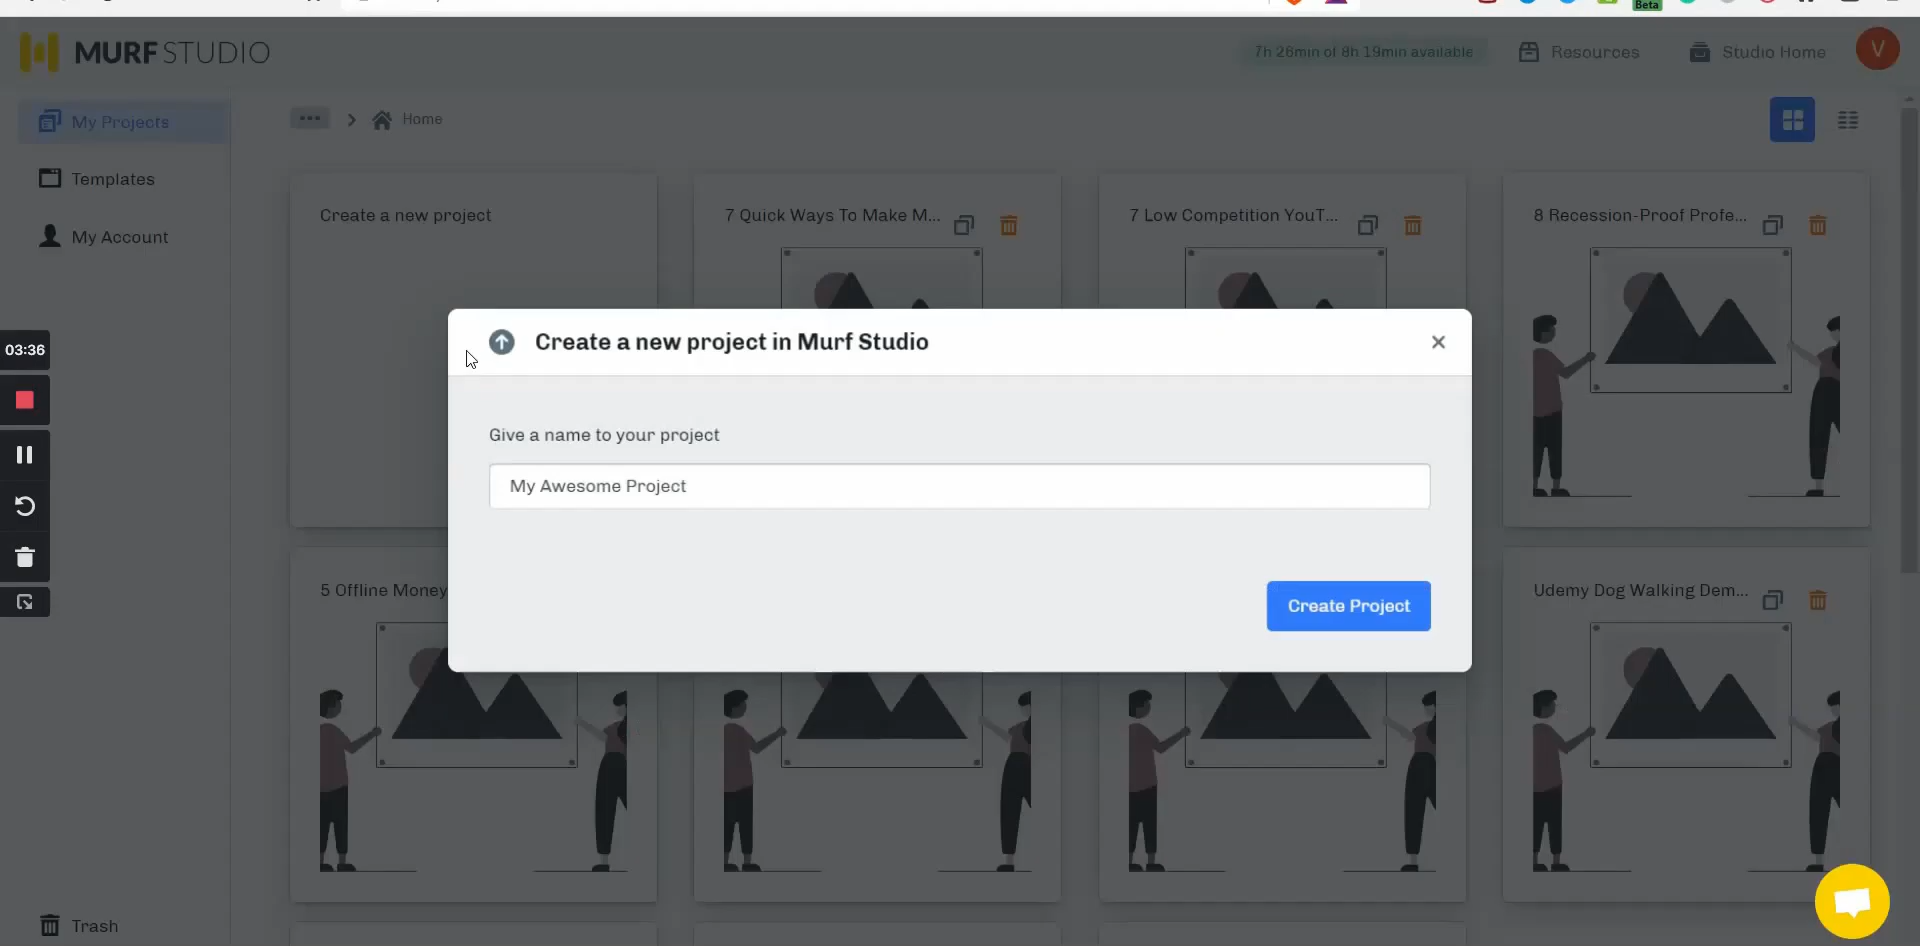 Beta
MURFSTUDIO
7h 26min of 8h 19min available
Resources
Studio Home
V
My Projects
Home
Templates
My Account
Create a new project
7 Quick Ways To Make M...
7 Low Competition YouT...
8 Recession-Proof Profe...
03:36
Create a new project in Murf Studio
Give a name to your project
My Awesome Project
Create Project
5 Offline Money
Udemy Dog Walking Dem...
Trash